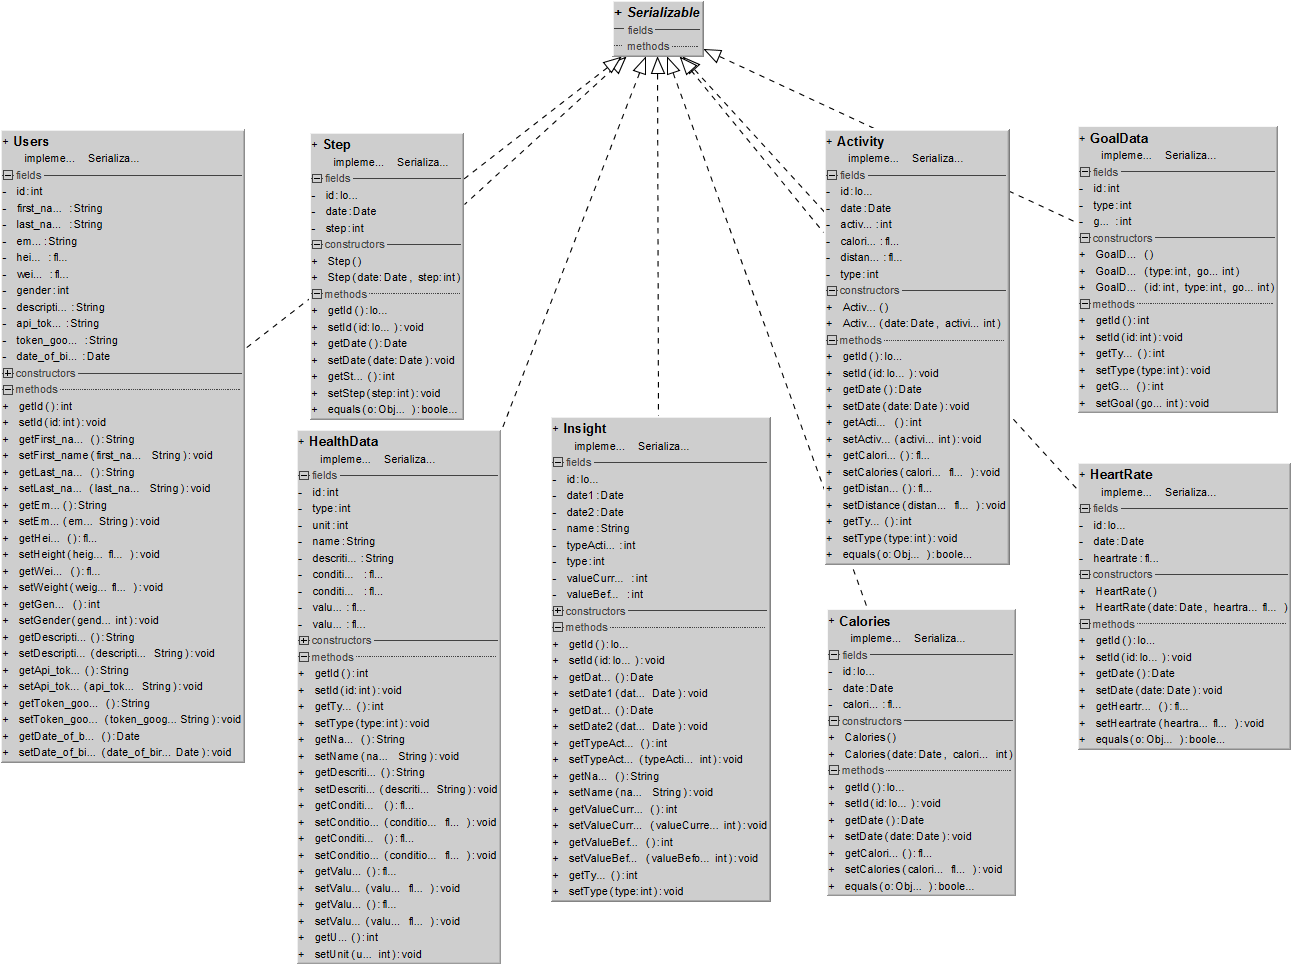 + Serializable
fields
methods
+ Users
impleme... Serializa...
fields
- id:int
- first_na... :String
- last_na... :String
- em... :String
- hei... :fl...
- wei... :fl...
- gender:int
- descripti... :String
- api_tok... :String
- token_goo... :String
- date_of_bi... :Date
constructors
methods
+ getId():int
+ setId(id:int):void
+ getFirst_na... ():String
+ setFirst_name(first_na... String):void
+ getLast_na... ():String
+ setLast_na... (last_na... String):void
+ getEm... ():String
+ setEm... (em... String):void
+ getHei... ():fl...
+ setHeight(heig... fl... ):void
+ getWei... ():fl...
+ setWeight(weig... fl... ):void
+ getGen... ():int
+ setGender(gend... int):void
+ getDescripti... ():String
+ setDescripti... (descripti... String):void
+ getApi_tok... ():String
+ setApi_tok... (api_tok... String):void
+ getToken_goo... ():String
+ setToken_goo... (token_goog... String):void
+ getDate_of_b... ():Date
+ setDate_of_bi... (date_of_bir... Date):void
+ Step
impleme... Serializa...
fields
- id:lo...
- date:Date
- step:int
constructors
+ Step()
+ Step(date:Date, step:int)
methods
+ getId():lo...
+ setId(id:lo... ):void
+ getDate():Date
+ setDate(date:Date):void
+ getSt... ():int
+ setStep(step:int):void
+ equals(o:Obj... ):boole...
+ HealthData
impleme... Serializa...
fields
- id:int
- type:int
- unit:int
- name:String
- descriti... :String
- conditi... :fl...
- conditi... :fl...
- valu... :fl...
- valu... :fl...
constructors
methods
+ getId():int
+ setId(id:int):void
+ getTy... ():int
+ setType(type:int):void
+ getNa... ():String
+ setName(na... String):void
+ getDescriti... ():String
+ setDescriti... (descriti... String):void
+ getConditi... ():fl...
+ setConditio... (conditio... fl... ):void
+ getConditi... ():fl...
+ setConditio... (conditio... fl... ):void
+ getValu... ():fl...
+ setValu... (valu... fl... ):void
+ getValu... ():fl...
+ setValu... (valu... fl... ):void
+ getU... ():int
+ setUnit(u... int):void
+ Insight
impleme... Serializa...
fields
- id:lo...
- date1:Date
- date2:Date
- name:String
- typeActi... :int
- type:int
- valueCurr... :int
- valueBef... :int
constructors
methods
+ getId():lo...
+ setId(id:lo... ):void
+ getDat... ():Date
+ setDate1(dat... Date):void
+ getDat... ():Date
+ setDate2(dat... Date):void
+ getTypeAct... ():int
+ setTypeAct... (typeActi... int):void
+ getNa... ():String
+ setName(na... String):void
+ getValueCurr... ():int
+ setValueCurr... (valueCurre... int):void
+ getValueBef... ():int
+ setValueBef... (valueBefo... int):void
+ getTy... ():int
+ setType(type:int):void
+ Activity
impleme... Serializa...
fields
- id:lo...
- date:Date
- activ... :int
- calori... :fl...
- distan... :fl...
- type:int
constructors
+ Activ... ()
+ Activ... (date:Date, activi... int)
methods
+ getId():lo...
+ setId(id:lo... ):void
+ getDate():Date
+ setDate(date:Date):void
+ getActi... ():int
+ setActiv... (activi... int):void
+ getCalori... ():fl...
+ setCalories(calori... fl... ):void
+ getDistan... ():fl...
+ setDistance(distan... fl... ):void
+ getTy... ():int
+ setType(type:int):void
+ equals(o:Obj... ):boole...
+ Calories
impleme... Serializa...
fields
- id:lo...
- date:Date
- calori... :fl...
constructors
+ Calories()
+ Calories(date:Date, calori... int)
methods
+ getId():lo...
+ setId(id:lo... ):void
+ getDate():Date
+ setDate(date:Date):void
+ getCalori... ():fl...
+ setCalories(calori... fl... ):void
+ equals(o:Obj... ):boole...
+ GoalData
impleme... Serializa...
fields
- id:int
- type:int
- g... :int
constructors
+ GoalD... ()
+ GoalD... (type:int, go... int)
+ GoalD... (id:int, type:int, go... int)
methods
+ getId():int
+ setId(id:int):void
+ getTy... ():int
+ setType(type:int):void
+ getG... ():int
+ setGoal(go... int):void
+ HeartRate
impleme... Serializa...
fields
- id:lo...
- date:Date
- heartrate:fl...
constructors
+ HeartRate()
+ HeartRate(date:Date, heartra... fl... )
methods
+ getId():lo...
+ setId(id:lo... ):void
+ getDate():Date
+ setDate(date:Date):void
+ getHeartr... ():fl...
+ setHeartrate(heartra... fl... ):void
+ equals(o:Obj... ):boole...